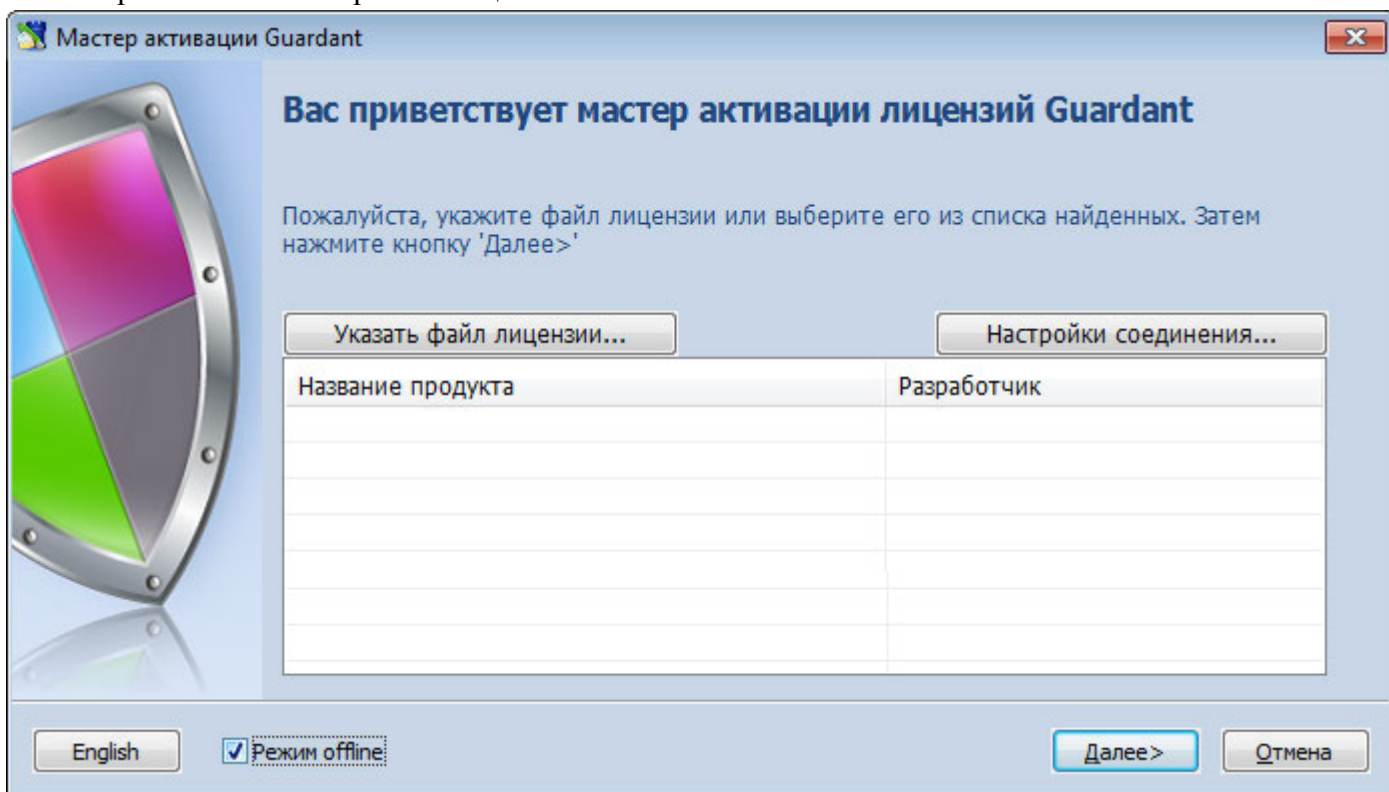 Мастер активации Guardant
Вас приветствует мастер активации лицензий Guardant
Пожалуйста, укажите файл лицензии или выберите его из списка найденных. Затем
нажмите кнопку 'Далее>'
Указать файл лицензии...
Настройки соединения...
Название продукта
Разработчик
English
Режим offline
Далее>
Отмена